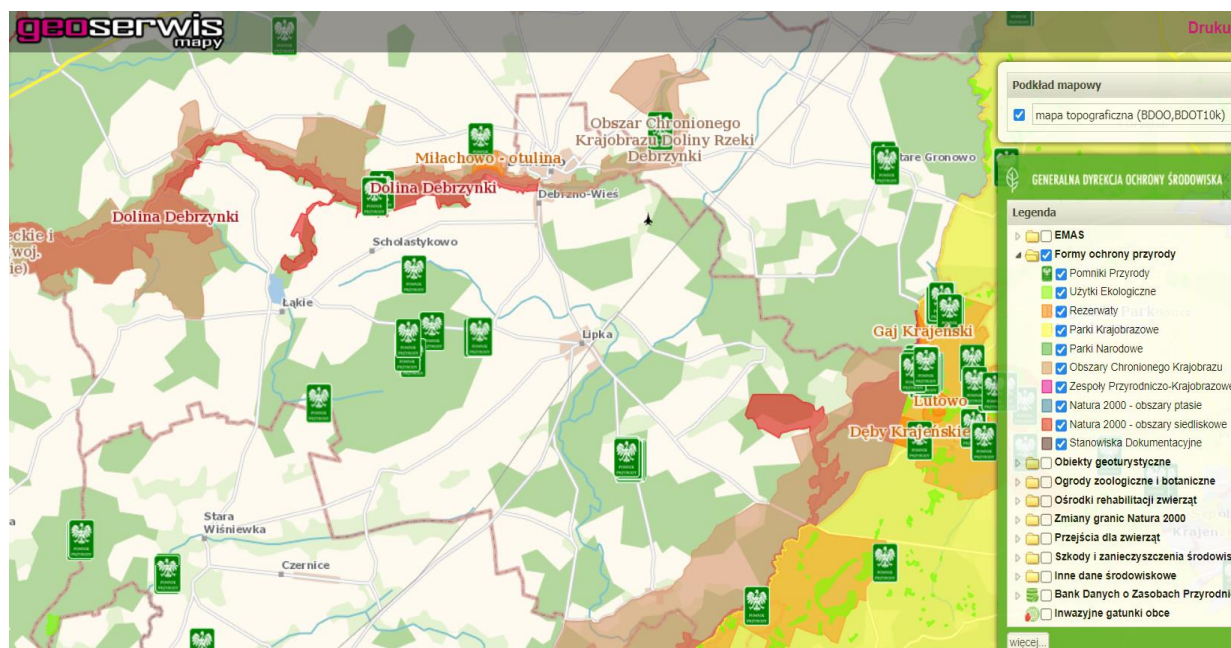 geoserwis
mapy
Druku
Podkład mapowy
mapa topograficzna (BDOO,BDOT10k)
GENERALNA DYREKCJA OCHRONY ŚRODOWISKA
Legenda
EMAS
Formy ochrony przyrody
Pomniki Przyrody
Użytki Ekologiczne
Rezerwaty
Parki Krajobrazowe
Parki Narodowe
Obszary Chronionego Krajobrazu
Zespoły Przyrodniczo-Krajobrazowe
Natura 2000 - obszary ptasie
Natura 2000 - obszary siedliskowe
Stanowiska Dokumentacyjne
Obiekty geoturystyczne
Ogrody zoologiczne i botaniczne
Ośrodki rehabilitacji zwierząt
Zmiany granic Natura 2000
Przejścia dla zwierząt
Szkody i zanieczyszczenia środowis
Inne dane środowiskowe
Bank Danych o Zasobach Przyrodni
Inwazyjne gatunki obce
więcej...
Obszar Chronionego
Krajobrazu Doliny Rzeki
Debrzynki
Miłachowo - otulina
Dolina Debrzynki
Debrzno-Wieś
Dolina Debrzynki
eckie i
woj.
ie)
Scholastykowo
Łąkie
Lipka
tare Gronowo
Gaj Krajeński
Lutowo
Dęby Krajeńskie
Stara
Wiśniewka
Czernice